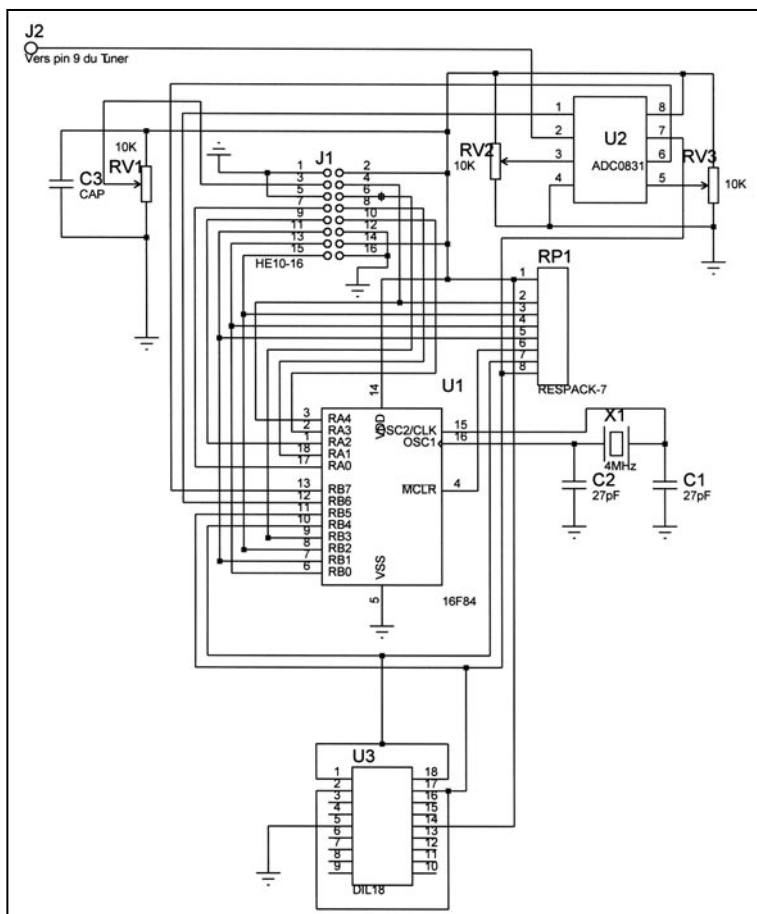 J2
Vers pin 9 du Tuner
10K
RV1
C3
CAP
J1
1 2
3 4
5 6
7 8
9 10
11 12
13 14
15 16
HE10-16
RV2
10K
1 8
2 7
3 6
4 5
U2
ADC0831
RV3
10K
RP1
1
2
3
4
5
6
7
8
RESPACK-7
U1
14
VDD
3 RA4
2 RA3
1 RA2
18 RA1
17 RA0
13 RB7
12 RB6
11 RB5
10 RB4
9 RB3
8 RB2
7 RB1
6 RB0
OSC2/CLK 15
OSC1 16
MCLR 4
VSS
5
16F84
X1
4MHz
C2
27pF
C1
27pF
U3
1 18
2 17
3 16
4 15
5 14
6 13
7 12
8 11
9 10
DIL18